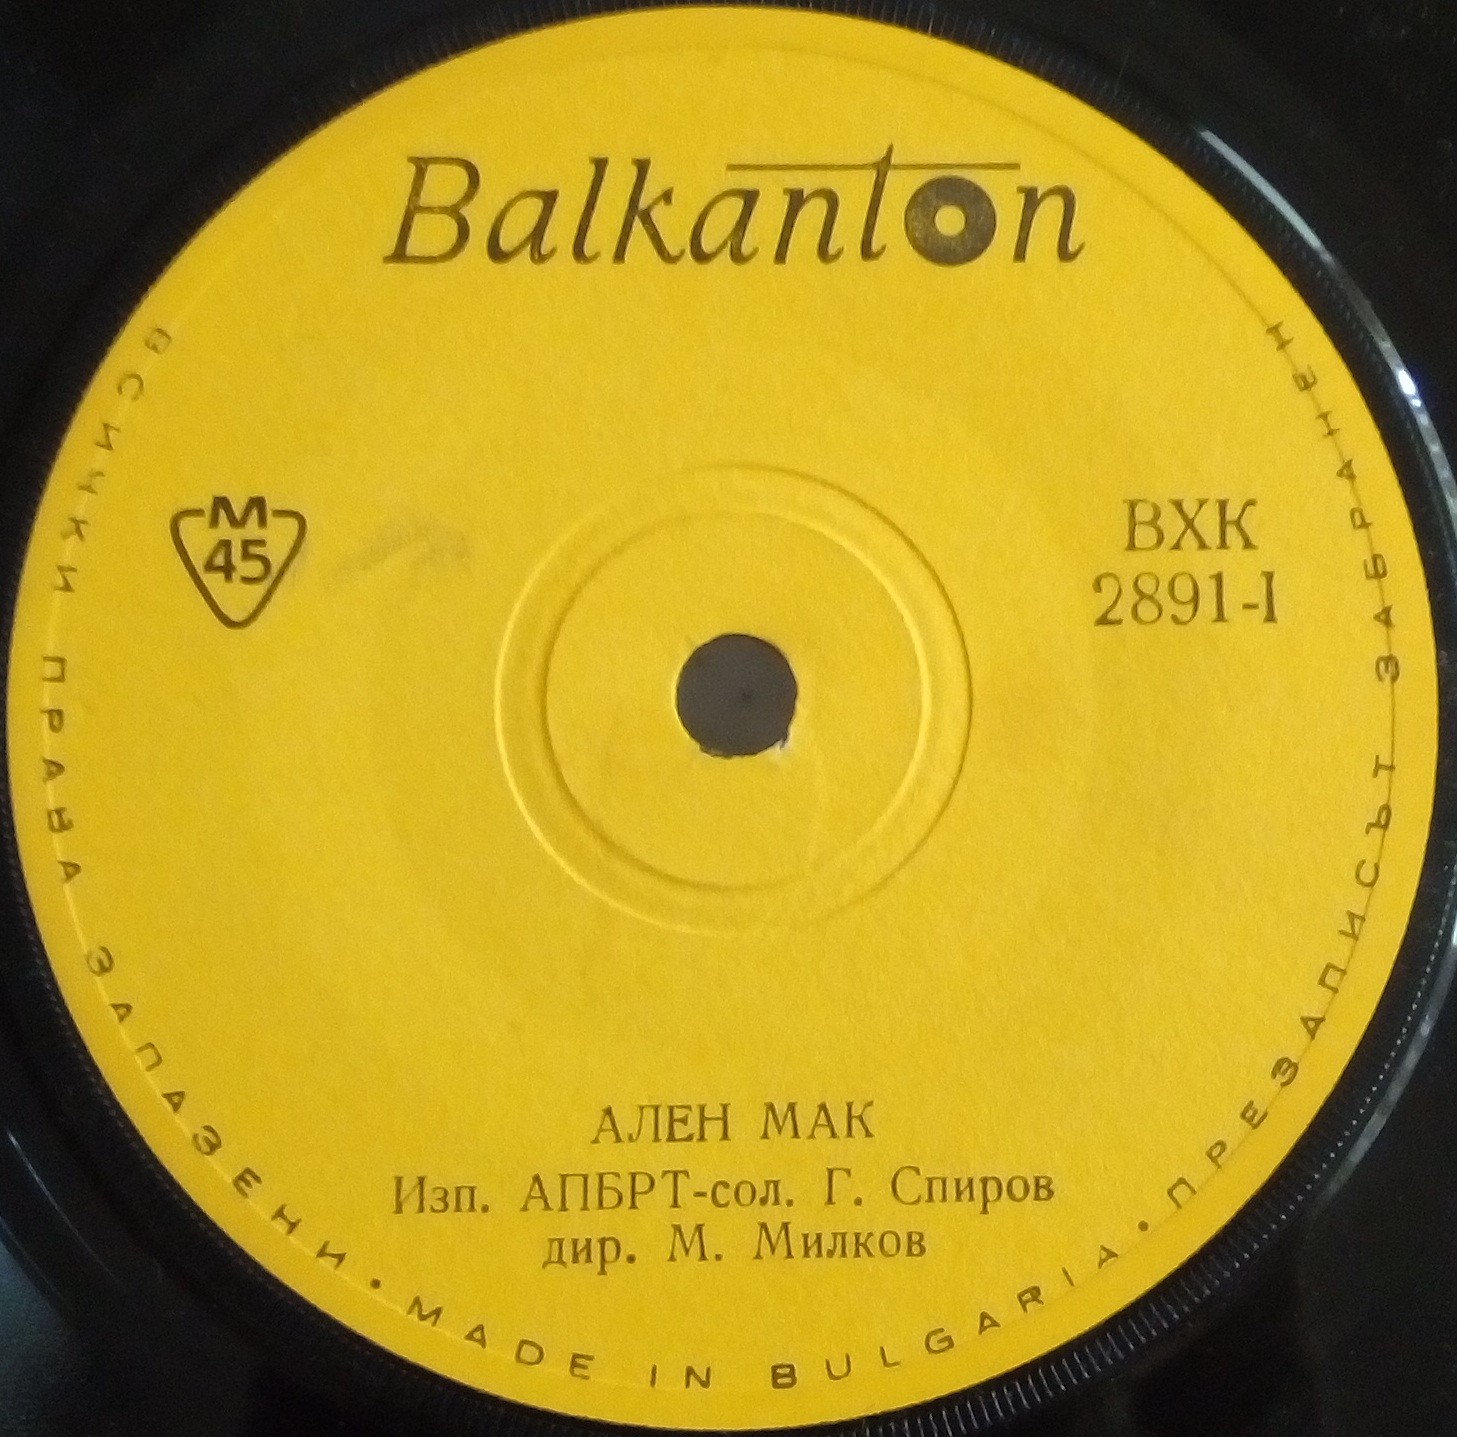 Balkanton
M
45
ВХК
2891-I
АЛЕН МАК
Изп. АПБРТ-сол. Г. Спиров
дир. М. Милков
ВСИЧКИ ПРАВА ЗАПАЗЕНИ • MADE IN BULGARIA • ПРЕЗАПИСЪТ ЗАБРАНЕН